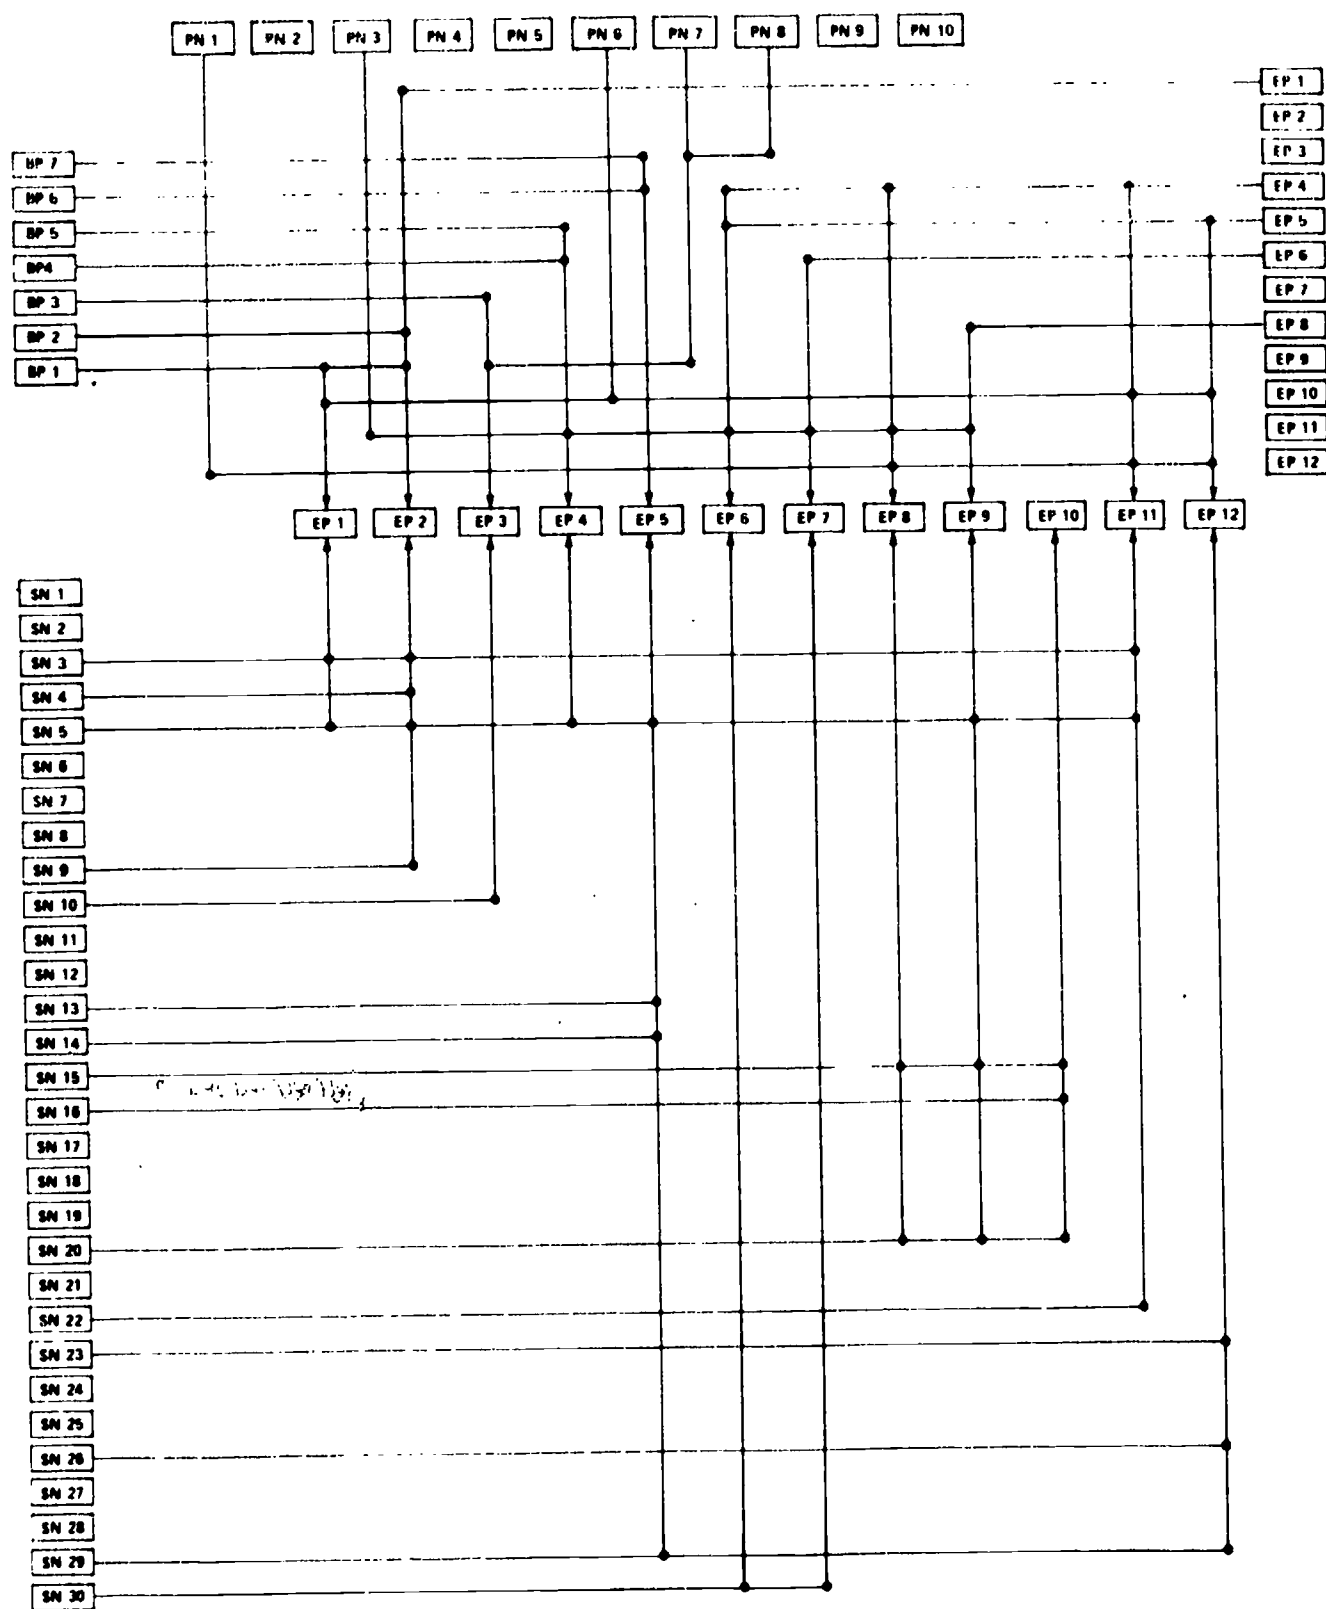 PN 1 PN 2 PN 3 PN 4 PN 5 PN 6 PN 7 PN 8 PN 9 PN 10
EP 1
EP 2
EP 3
EP 4
EP 5
EP 6
EP 7
EP 8
EP 9
EP 10
EP 11
EP 12
BP 7
BP 6
BP 5
BP4
BP 3
BP 2
BP 1
EP 1 EP 2 EP 3 EP 4 EP 5 EP 6 EP 7 EP 8 EP 9 EP 10 EP 11 EP 12
SN 1
SN 2
SN 3
SN 4
SN 5
SN 6
SN 7
SN 8
SN 9
SN 10
SN 11
SN 12
SN 13
SN 14
SN 15
SN 16
SN 17
SN 18
SN 19
SN 20
SN 21
SN 22
SN 23
SN 24
SN 25
SN 26
SN 27
SN 28
SN 29
SN 30